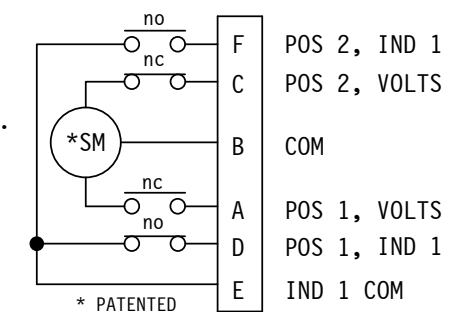 no
F POS 2, IND 1
nc
C POS 2, VOLTS
*SM B COM
nc
A POS 1, VOLTS
no
D POS 1, IND 1
E IND 1 COM
* PATENTED